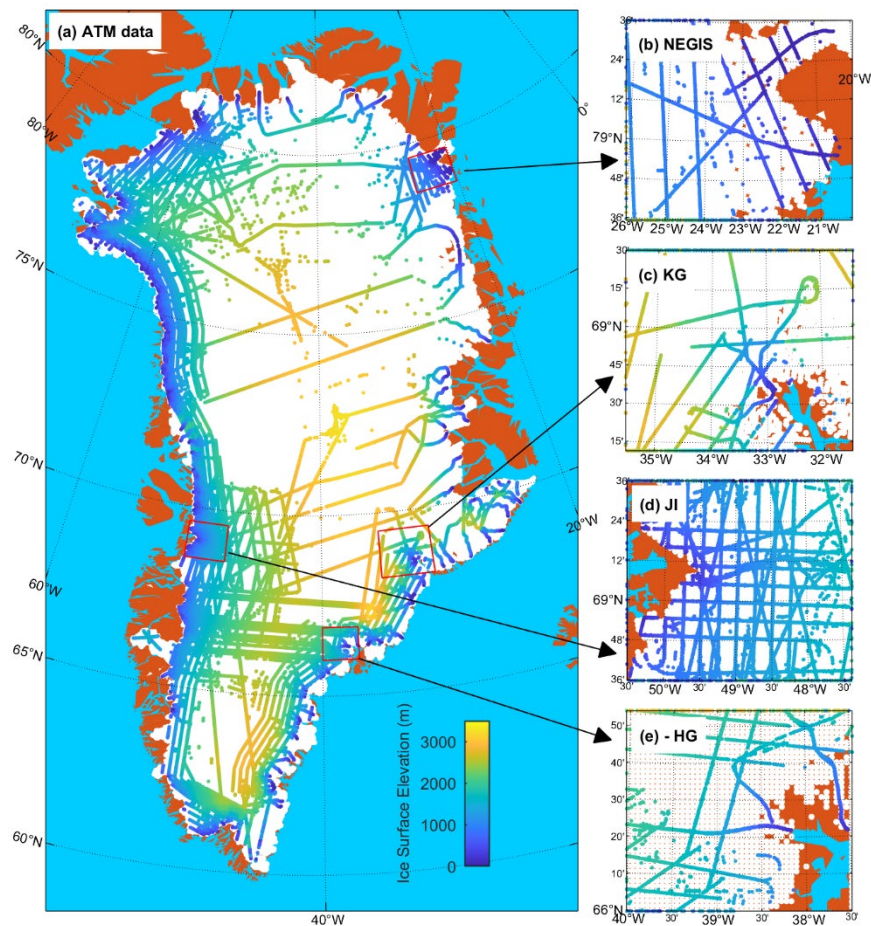 (a) ATM data
80°N
0°
80°W
75°N
70°N
60°W
65°N
60°N
20°W
40°W
Ice Surface Elevation (m)
3000
2000
1000
0
(b) NEGIS
36'
24'
12'
79°N
48'
36'
20°W
26°W 25°W 24°W 23°W 22°W 21°W
(c) KG
30'
15'
69°N
45'
30'
15'
35°W 34°W 33°W 32°W
(d) JI
36'
24'
12'
69°N
48'
36'
30' 50°W 30' 49°W 30' 48°W 30'
(e) - HG
50'
40'
30'
20'
10'
66°N
40°W 30' 39°W 30' 38°W 30'